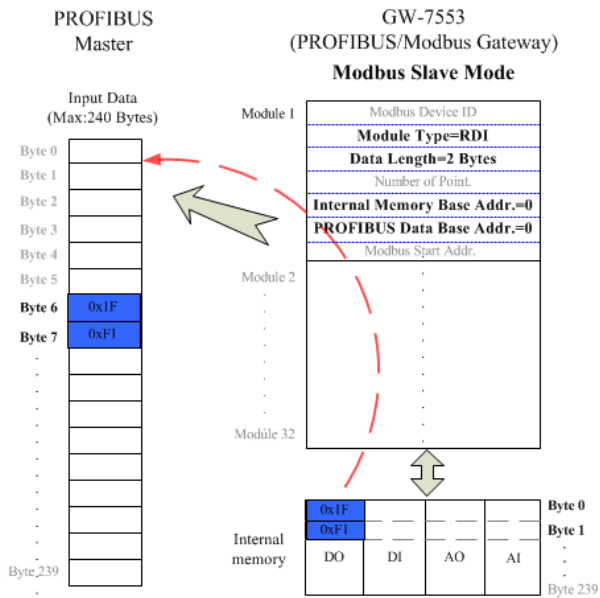 PROFIBUS
Master
GW-7553
(PROFIBUS/Modbus Gateway)
Modbus Slave Mode
Input Data
(Max:240 Bytes)
Byte 0
Byte 1
Byte 2
Byte 3
Byte 4
Byte 5
Byte 6
0x1F
Byte 7
0xF1
Byte 239
Module 1
Modbus Device ID
Module Type=RDI
Data Length=2 Bytes
Number of Point.
Internal Memory Base Addr.=0
PROFIBUS Data Base Addr.=0
Modbus Start Addr.
Module 2
Module 32
Internal
memory
0x1F
Byte 0
0xF1
Byte 1
DO DI AO AI
Byte 239